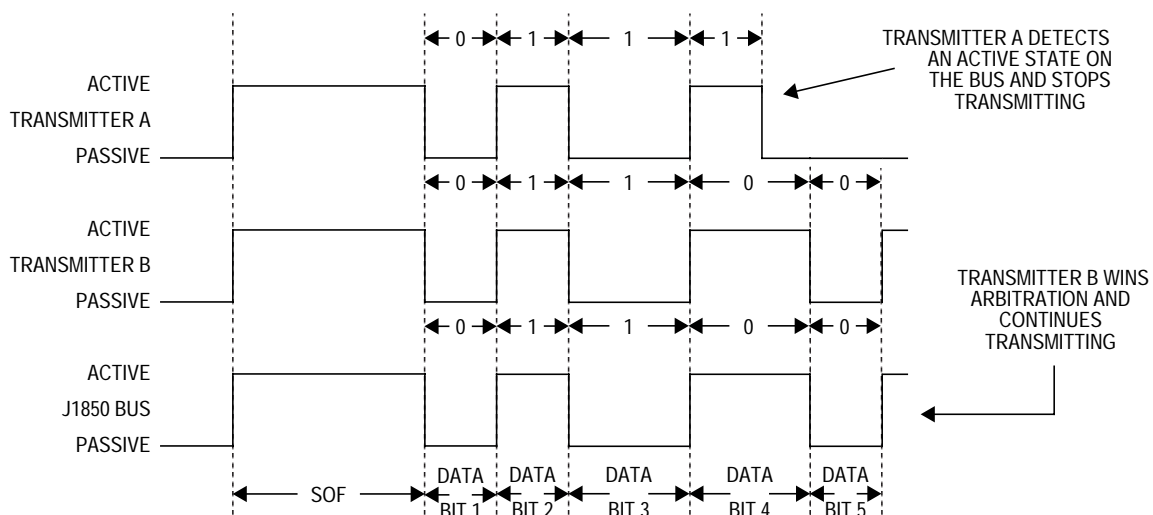 0 1 1 1
TRANSMITTER A DETECTS
AN ACTIVE STATE ON
THE BUS AND STOPS
TRANSMITTING
ACTIVE
TRANSMITTER A
PASSIVE
0 1 1 0 0
ACTIVE
TRANSMITTER B
PASSIVE
TRANSMITTER B WINS
ARBITRATION AND
CONTINUES
TRANSMITTING
0 1 1 0 0
ACTIVE
J1850 BUS
PASSIVE
SOF
DATA
BIT 1
DATA
BIT 2
DATA
BIT 3
DATA
BIT 4
DATA
BIT 5